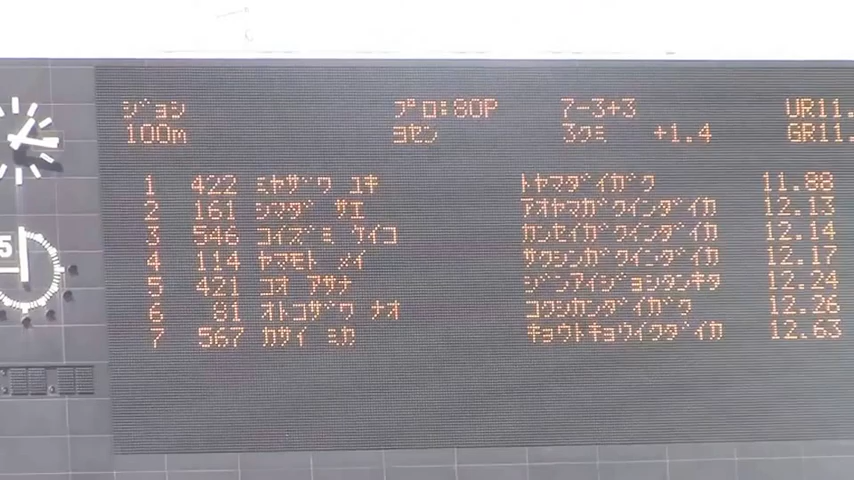 ジョシ プロ:80P 7-3+3 UR11.
100m ヨセン 3クミ +1.4 GR11.
1 422 ミヤザワ ユキ トヤマダイガク 11.88
2 161 シマダ サエ アオヤマガクインダイガ 12.13
3 546 コイズミ ケイコ カンセイガクインダイガ 12.14
4 114 ヤマモト メイ サクシンガクインダイガ 12.17
5 421 コオ アサナ ジンアイジョシタンキダ 12.24
6 81 オトコザワ ナオ コクシカンダイガク 12.26
7 567 カサイ ミカ キョウトキョウイクダイガ 12.63
5